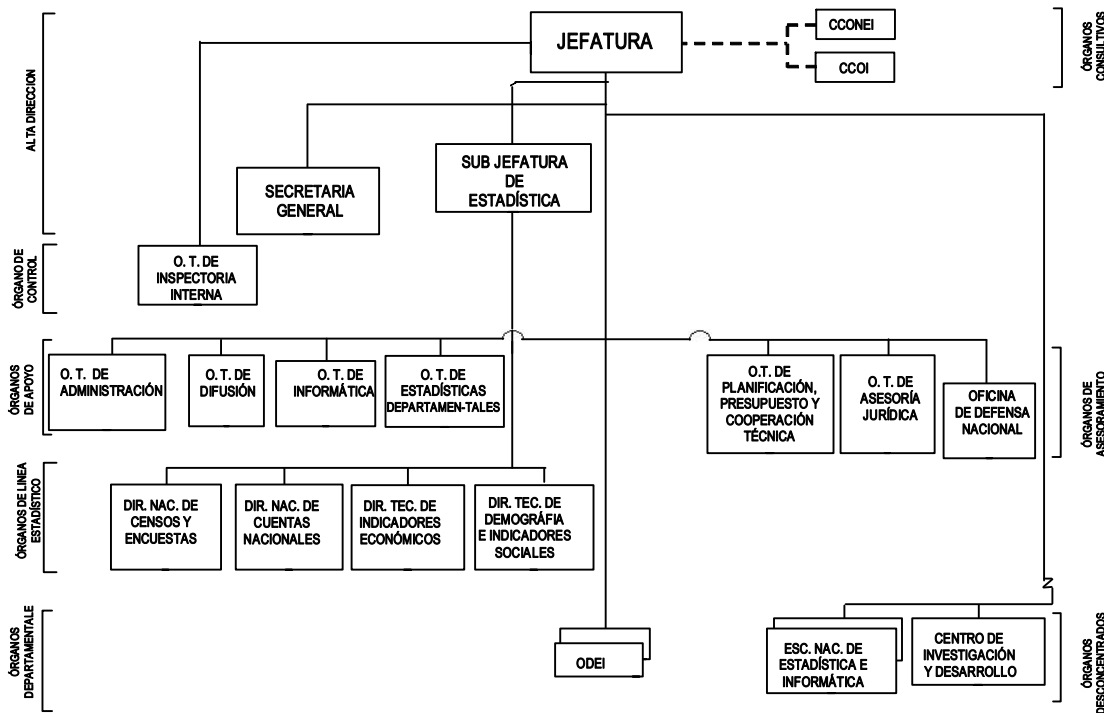 JEFATURA
CCONEI
CCOI
ÓRGANOS
CONSULTIVOS
ALTA DIRECCION
SECRETARIA
GENERAL
SUB JEFATURA
DE
ESTADÍSTICA
ÓRGANO DE
CONTROL
O. T. DE
INSPECTORIA
INTERNA
ÓRGANOS
DE APOYO
O. T. DE
ADMINISTRACIÓN
O. T. DE
DIFUSIÓN
O. T. DE
INFORMÁTICA
O. T. DE
ESTADÍSTICAS
DEPARTAMEN-TALES
O.T. DE
PLANIFICACIÓN,
PRESUPUESTO Y
COOPERACIÓN
TÉCNICA
O. T. DE
ASESORÍA
JURÍDICA
OFICINA
DE DEFENSA
NACIONAL
ÓRGANOS DE
ASESORAMIENTO
ÓRGANOS DE LINEA
ESTADÍSTICO
DIR. NAC. DE
CENSOS Y
ENCUESTAS
DIR. NAC. DE
CUENTAS
NACIONALES
DIR. TEC. DE
INDICADORES
ECONÓMICOS
DIR. TEC. DE
DEMOGRÁFIA
E INDICADORES
SOCIALES
ÓRGANOS
DEPARTAMENTALE
ODEI
ESC. NAC. DE
ESTADÍSTICA E
INFORMÁTICA
CENTRO DE
INVESTIGACIÓN
Y DESARROLLO
ÓRGANOS
DESCONCENTRADOS